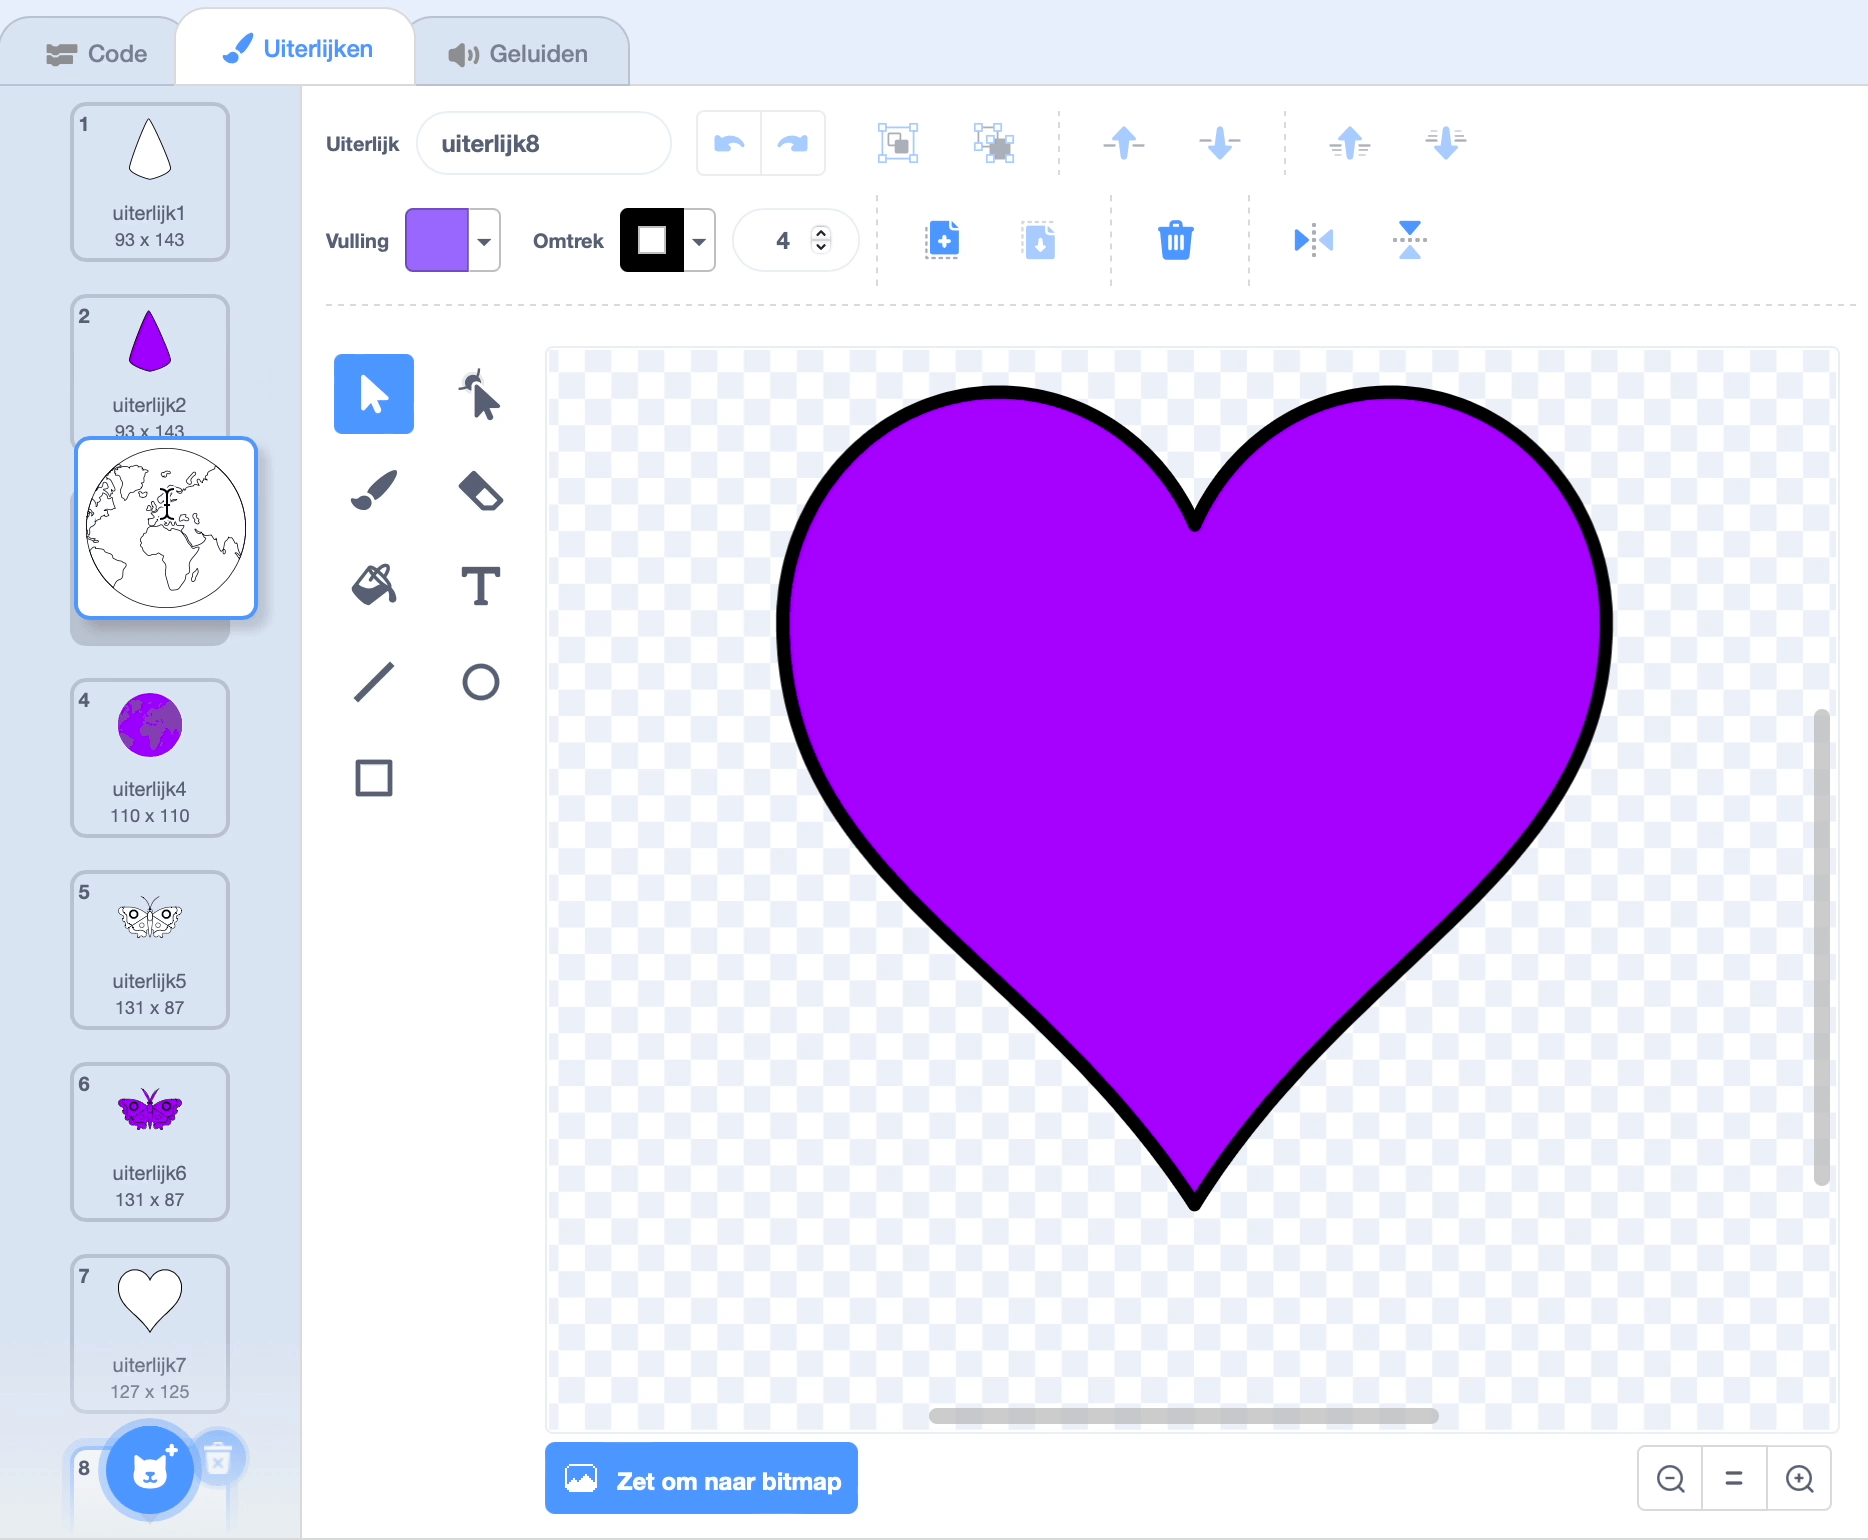 Code
Uiterlijken
Geluiden
1
uiterlijk1
93 x 143
2
uiterlijk2
93 x 143
4
uiterlijk4
110 x 110
5
uiterlijk5
131 x 87
6
uiterlijk6
131 x 87
7
uiterlijk7
127 x 125
8
Uiterlijk
uiterlijk8
Vulling
Omtrek
4
T
Zet om naar bitmap